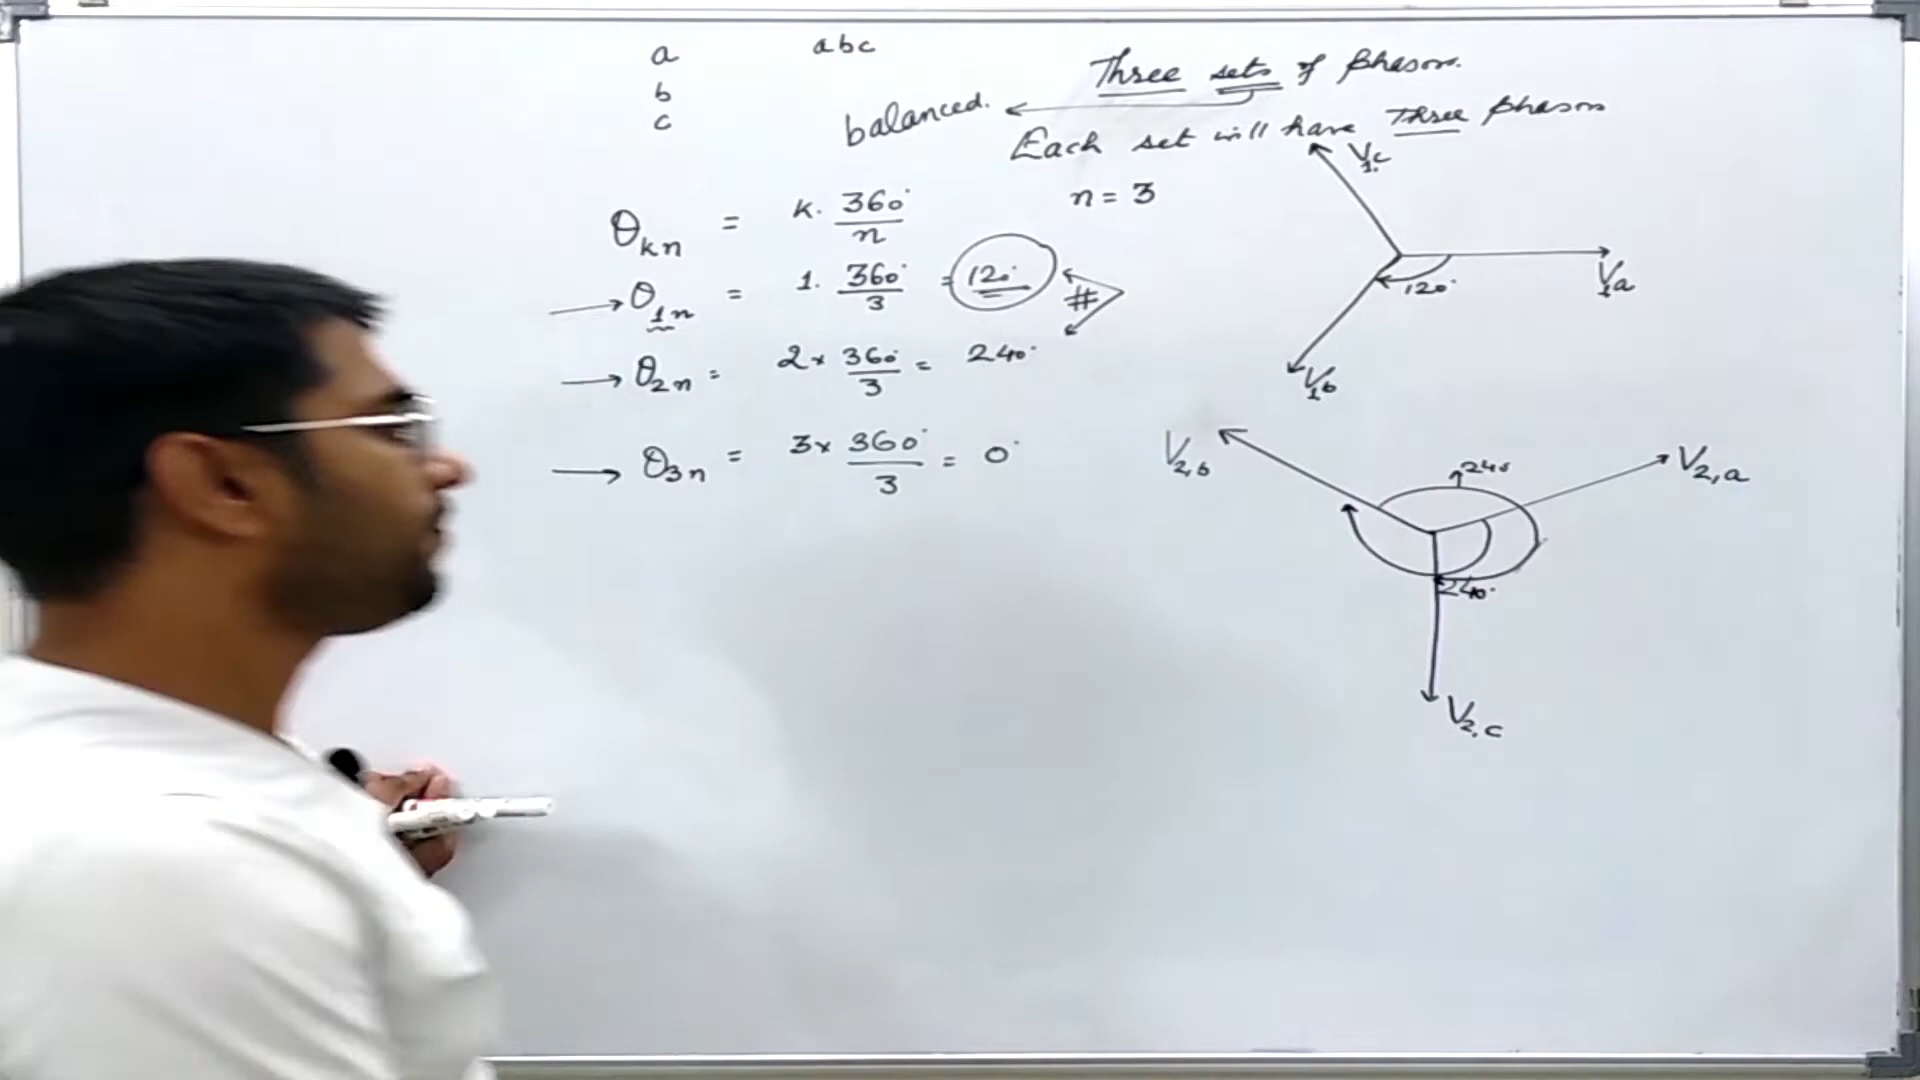 a
b
c
abc
Three sets of phasors.
balanced.
Each set will have Three phasors
θkn = k. 360°/n
n = 3
θ1n = 1. 360°/3 = 120°
#
θ2n = 2 × 360°/3 = 240°
θ3n = 3 × 360°/3 = 0°
V1c
V1a
120°
V1b
V2,b
240
V2,a
240°
V2,c